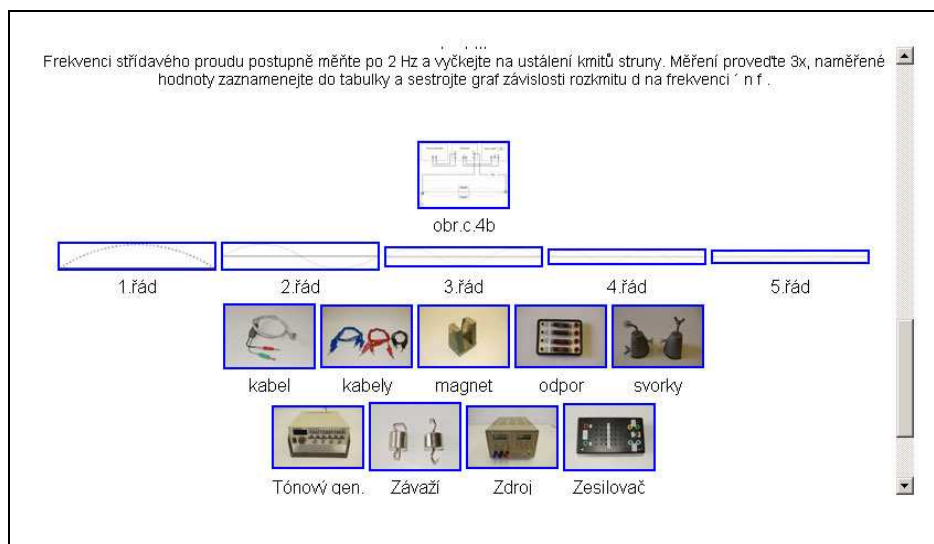 Frekvenci střídavého proudu postupně měňte po 2 Hz a vyčkejte na ustálení kmitů struny. Měření proveďte 3x, naměřené
hodnoty zaznamenejte do tabulky a sestrojte graf závislosti rozkmitu d na frekvenci ´ n f .
obr.c.4b
1.řád 2.řád 3.řád 4.řád 5.řád
kabel kabely magnet odpor svorky
Tónový gen. Závaží Zdroj Zesilovač